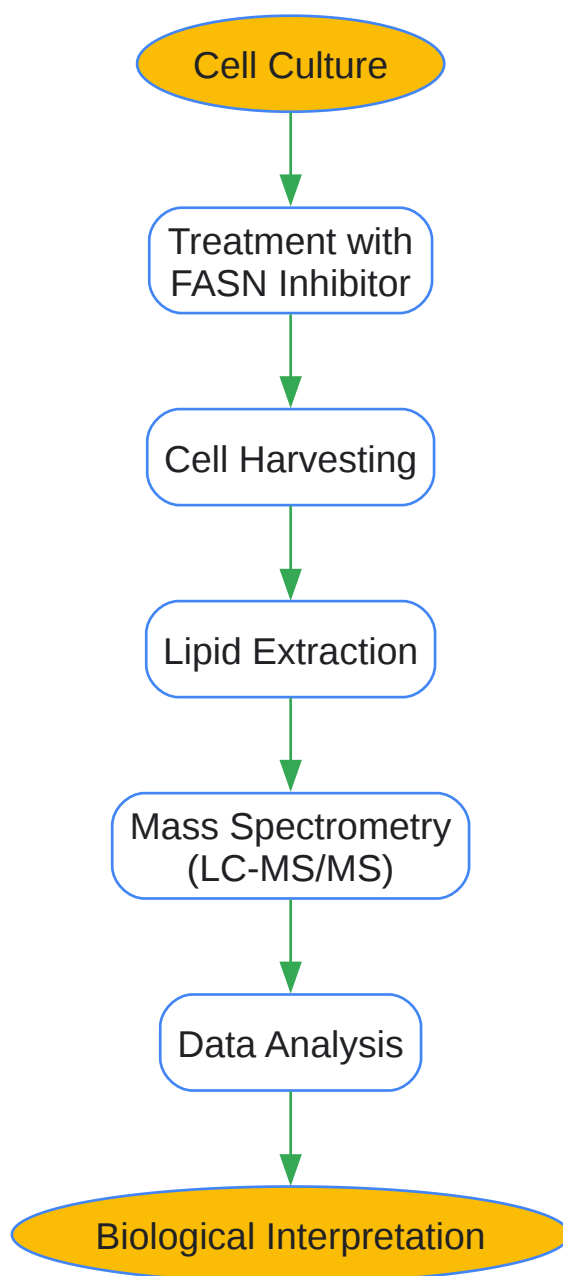 Cell Culture
Treatment with
FASN Inhibitor
Cell Harvesting
Lipid Extraction
Mass Spectrometry
(LC-MS/MS)
Data Analysis
Biological Interpretation